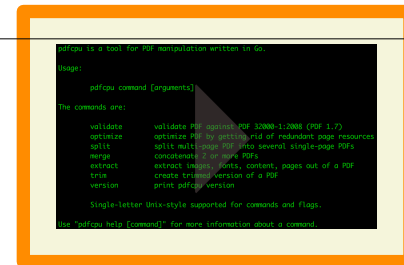 pdfcpu is a tool for PDF manipulation written in Go.
Usage:
pdfcpu command [arguments]
The commands are:
validate validate PDF against PDF 32000-1:2008 (PDF 1.7)
optimize optimize PDF by getting rid of redundant page resources
split split multi-page PDF into several single-page PDFs
merge concatenate 2 or more PDFs
extract extract images, fonts, content, pages out of a PDF
trim create trimmed version of a PDF
version print pdfcpu version
Single-letter Unix-style supported for commands and flags.
Use "pdfcpu help [command]" for more information about a command.